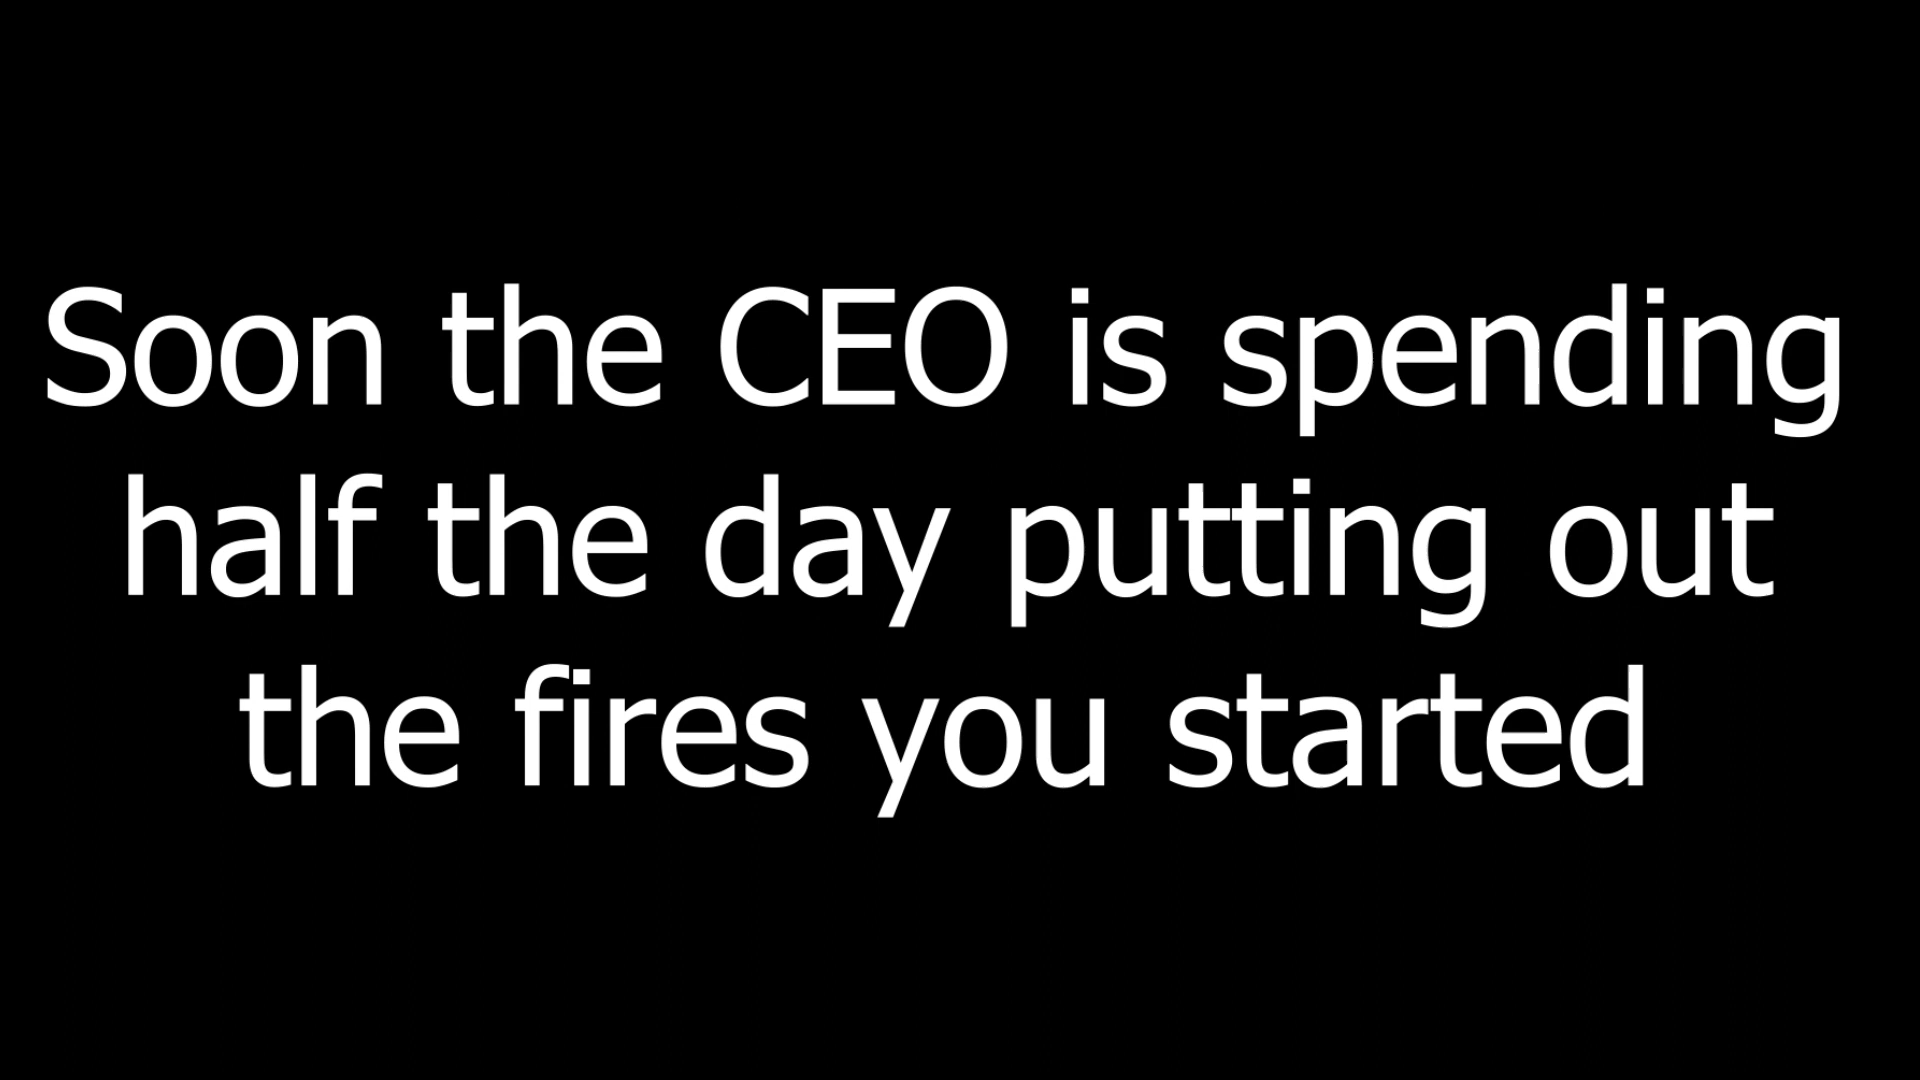 Soon the CEO is spending
half the day putting out
the fires you started